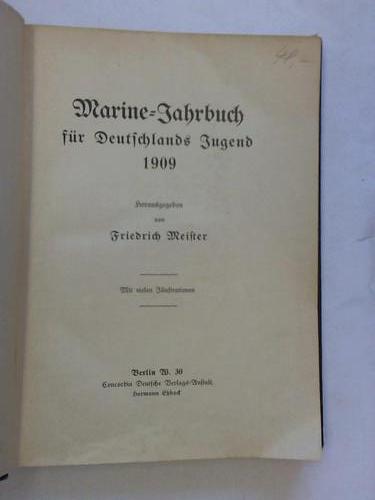 Marine=Jahrbuch
für Deutschlands Jugend
1909
Herausgegeben
von
Friedrich Meister
Mit vielen Illustrationen
Berlin W. 30
Concordia Deutsche Verlags=Anstalt
Hermann Ehbock